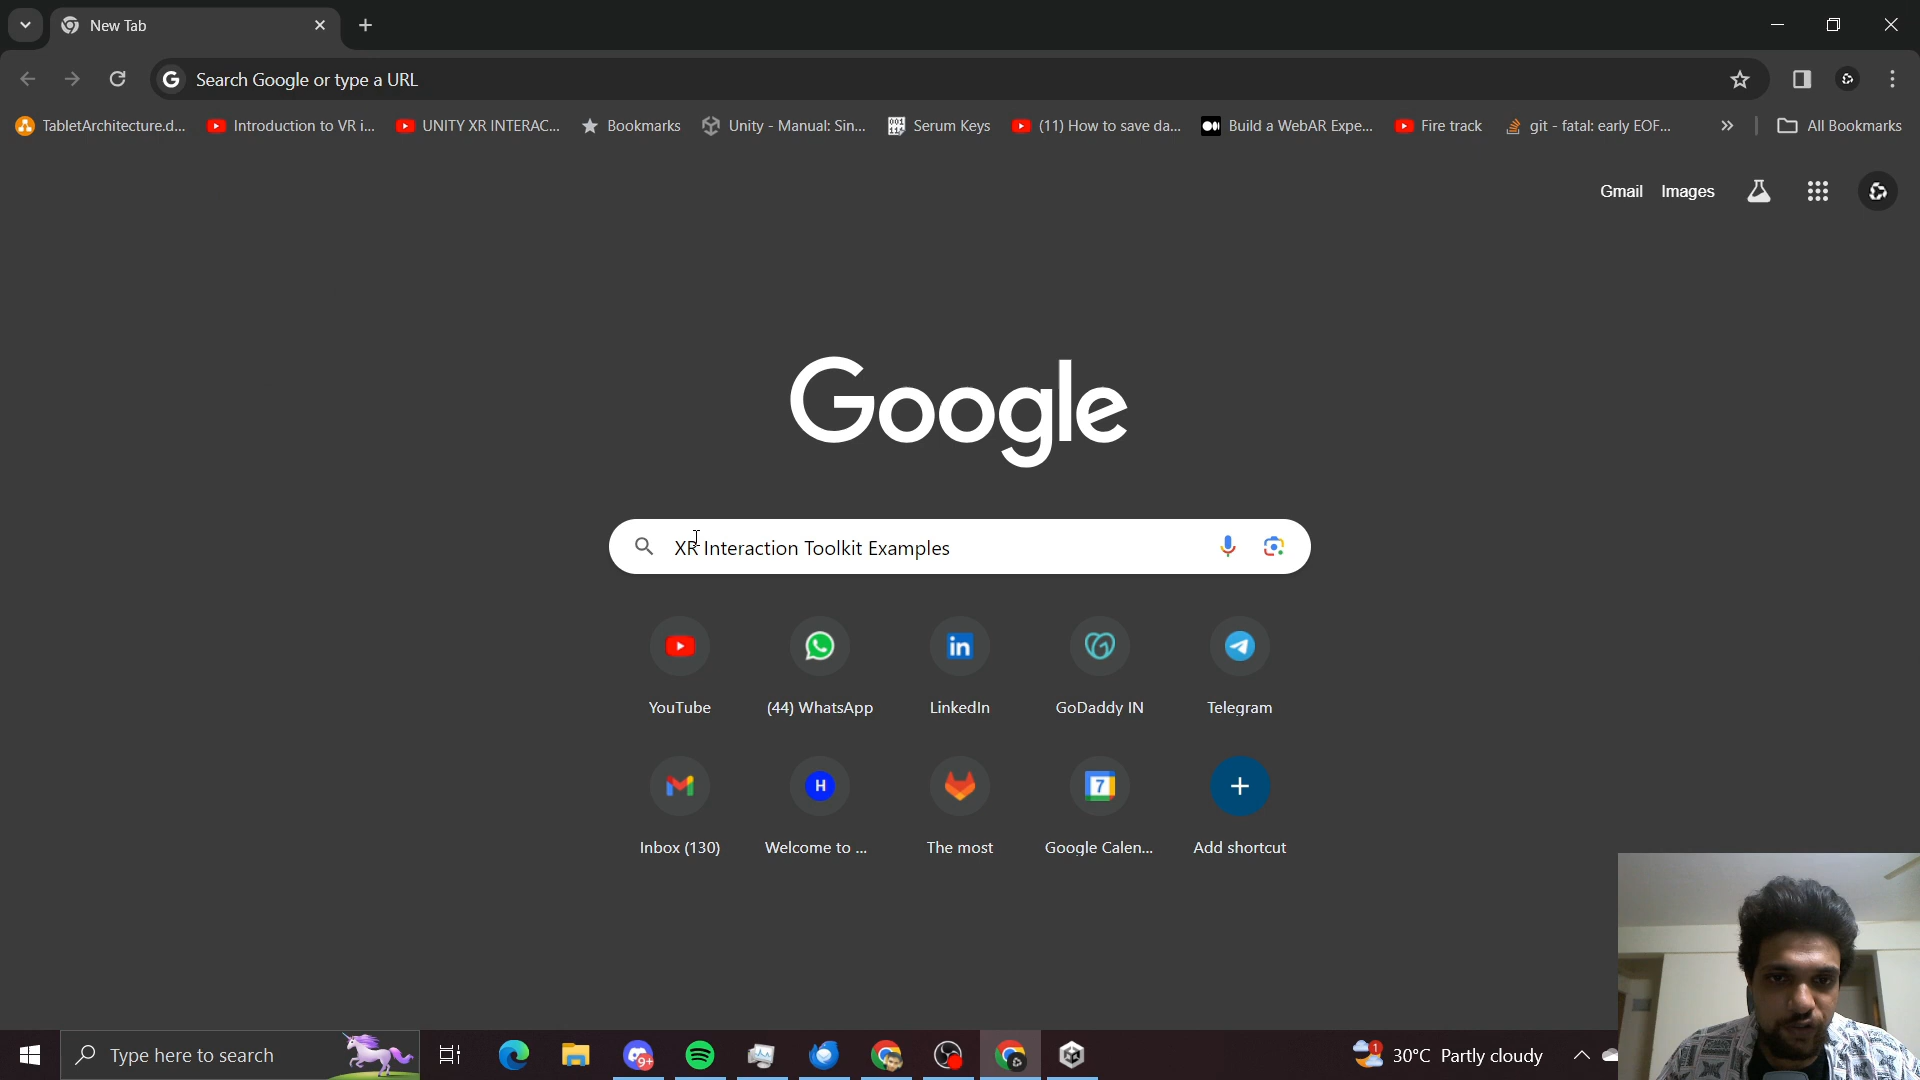 New Tab
Search Google or type a URL
TabletArchitecture.d...
Introduction to VR i...
UNITY XR INTERAC...
Bookmarks
Unity - Manual: Sin...
Serum Keys
(11) How to save da...
Build a WebAR Expe...
Fire track
git - fatal: early EOF...
All Bookmarks
Gmail
Images
Google
XR Interaction Toolkit Examples
YouTube
(44) WhatsApp
LinkedIn
GoDaddy IN
Telegram
Inbox (130)
Welcome to ...
The most
Google Calen...
Add shortcut
Type here to search
30°C Partly cloudy